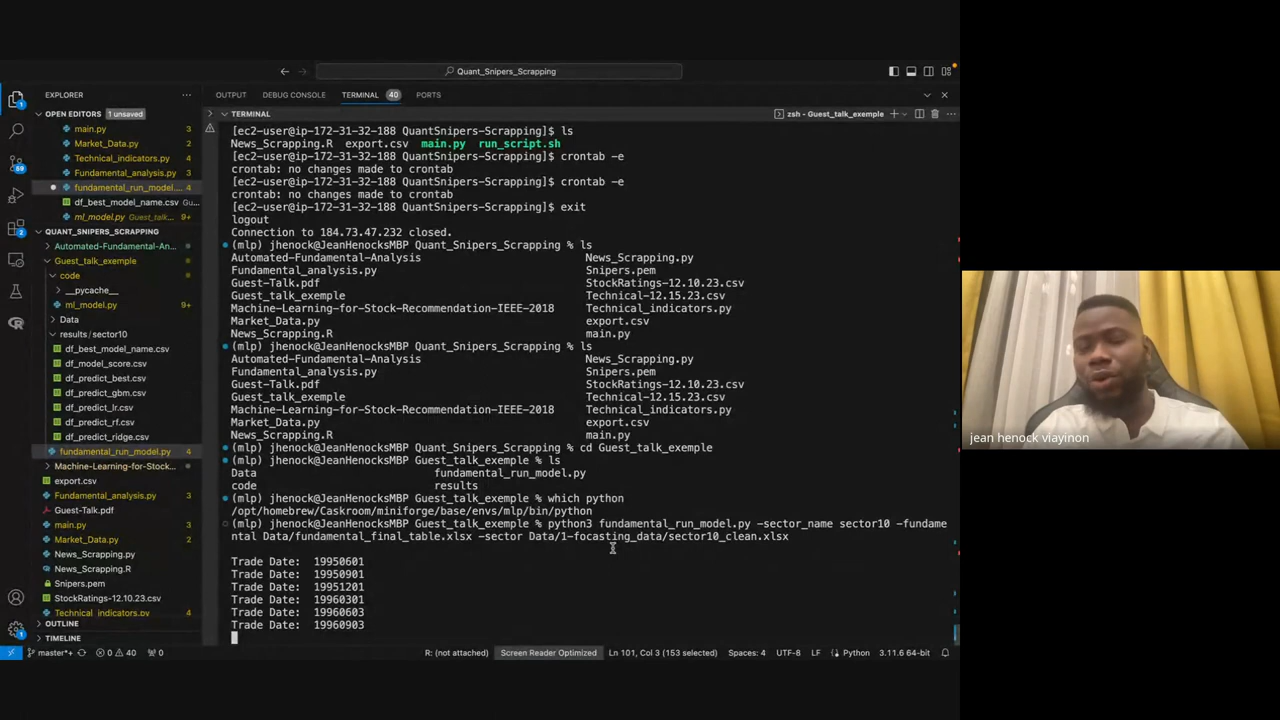 Quant_Snipers_Scrapping
EXPLORER
OPEN EDITORS 1 unsaved
main.py 3
Market_Data.py 2
Technical_indicators.py 4
Fundamental_analysis.py 3
fundamental_run_model.... 4
df_best_model_name.csv Gu...
ml_model.py Guest_talk... 9+
QUANT_SNIPERS_SCRAPPING
Automated-Fundamental-An...
Guest_talk_exemple
code
__pycache__
ml_model.py 9+
Data
results/sector10
df_best_model_name.csv
df_model_score.csv
df_predict_best.csv
df_predict_gbm.csv
df_predict_lr.csv
df_predict_rf.csv
df_predict_ridge.csv
fundamental_run_model.py 4
Machine-Learning-for-Stock...
export.csv
Fundamental_analysis.py 3
Guest-Talk.pdf
main.py 3
Market_Data.py 2
News_Scrapping.py
News_Scrapping.R
Snipers.pem
StockRatings-12.10.23.csv
Technical_indicators.py 4
OUTLINE
TIMELINE
OUTPUT DEBUG CONSOLE TERMINAL 40 PORTS
TERMINAL
zsh - Guest_talk_exemple
[ec2-user@ip-172-31-32-188 QuantSnipers-Scrapping]$ ls
News_Scrapping.R export.csv main.py run_script.sh
[ec2-user@ip-172-31-32-188 QuantSnipers-Scrapping]$ crontab -e
crontab: no changes made to crontab
[ec2-user@ip-172-31-32-188 QuantSnipers-Scrapping]$ crontab -e
crontab: no changes made to crontab
[ec2-user@ip-172-31-32-188 QuantSnipers-Scrapping]$ exit
logout
Connection to 184.73.47.232 closed.
(mlp) jhenock@JeanHenocksMBP Quant_Snipers_Scrapping % ls
Automated-Fundamental-Analysis News_Scrapping.py
Fundamental_analysis.py Snipers.pem
Guest-Talk.pdf StockRatings-12.10.23.csv
Guest_talk_exemple Technical-12.15.23.csv
Machine-Learning-for-Stock-Recommendation-IEEE-2018 Technical_indicators.py
Market_Data.py export.csv
News_Scrapping.R main.py
(mlp) jhenock@JeanHenocksMBP Quant_Snipers_Scrapping % ls
Automated-Fundamental-Analysis News_Scrapping.py
Fundamental_analysis.py Snipers.pem
Guest-Talk.pdf StockRatings-12.10.23.csv
Guest_talk_exemple Technical-12.15.23.csv
Machine-Learning-for-Stock-Recommendation-IEEE-2018 Technical_indicators.py
Market_Data.py export.csv
News_Scrapping.R main.py
(mlp) jhenock@JeanHenocksMBP Quant_Snipers_Scrapping % cd Guest_talk_exemple
(mlp) jhenock@JeanHenocksMBP Guest_talk_exemple % ls
Data fundamental_run_model.py
code results
(mlp) jhenock@JeanHenocksMBP Guest_talk_exemple % which python
/opt/homebrew/Caskroom/miniforge/base/envs/mlp/bin/python
(mlp) jhenock@JeanHenocksMBP Guest_talk_exemple % python3 fundamental_run_model.py -sector_name sector10 -fundame
ntal Data/fundamental_final_table.xlsx -sector Data/1-focasting_data/sector10_clean.xlsx
Trade Date: 19950601
Trade Date: 19950901
Trade Date: 19951201
Trade Date: 19960301
Trade Date: 19960603
Trade Date: 19960903
master*+ 0 40 0 R: (not attached) Screen Reader Optimized Ln 101, Col 3 (153 selected) Spaces: 4 UTF-8 LF Python 3.11.6 64-bit
jean henock viayinon